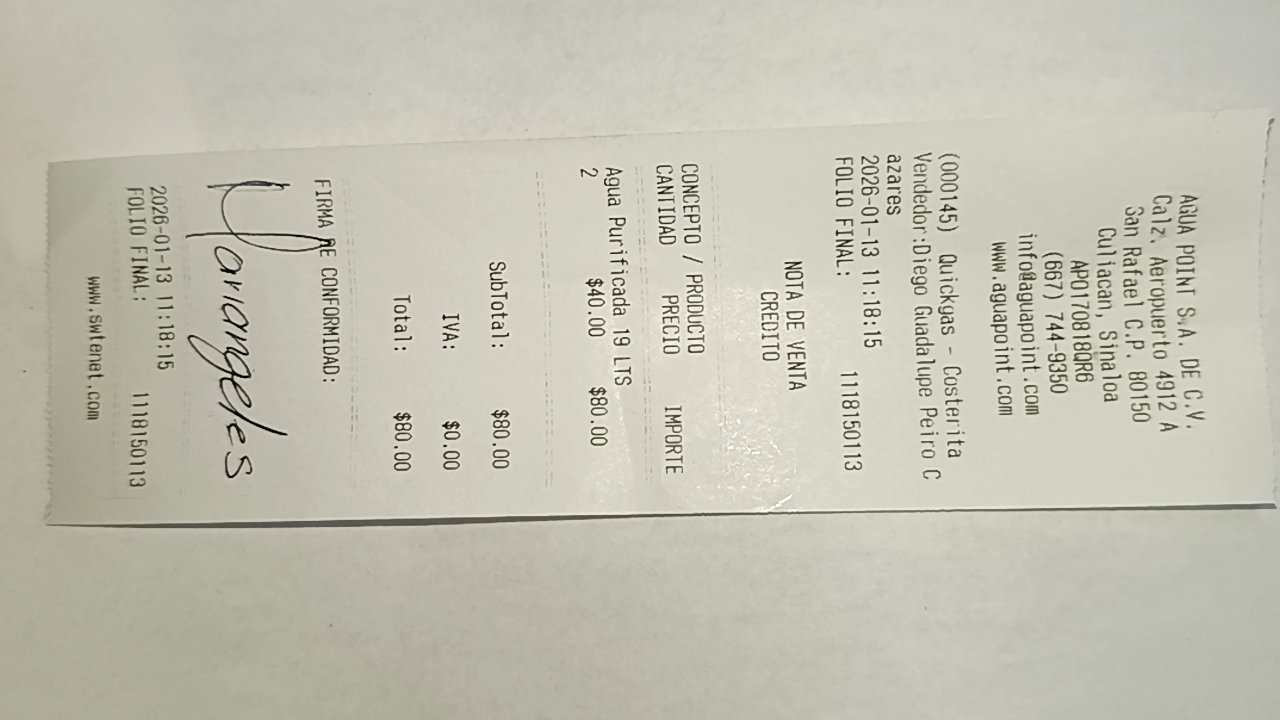 AGUA POINT S.A. DE C.V.
Calz. Aeropuerto 4912 A
San Rafael C.P. 80150
Culiacan, Sinaloa
APO170818QR6
(667) 744-9350
info@aguapoint.com
www.aguapoint.com
(000145) Quickgas - Costerita
Vendedor:Diego Guadalupe Peiro C
azares
2026-01-13 11:18:15
FOLIO FINAL: 1118150113
NOTA DE VENTA
CREDITO
CONCEPTO / PRODUCTO
CANTIDAD PRECIO IMPORTE
Agua Purificada 19 LTS
2 $40.00 $80.00
SubTotal: $80.00
IVA: $0.00
Total: $80.00
FIRMA DE CONFORMIDAD:
Mariangeles
2026-01-13 11:18:15
FOLIO FINAL: 1118150113
www.swtenet.com